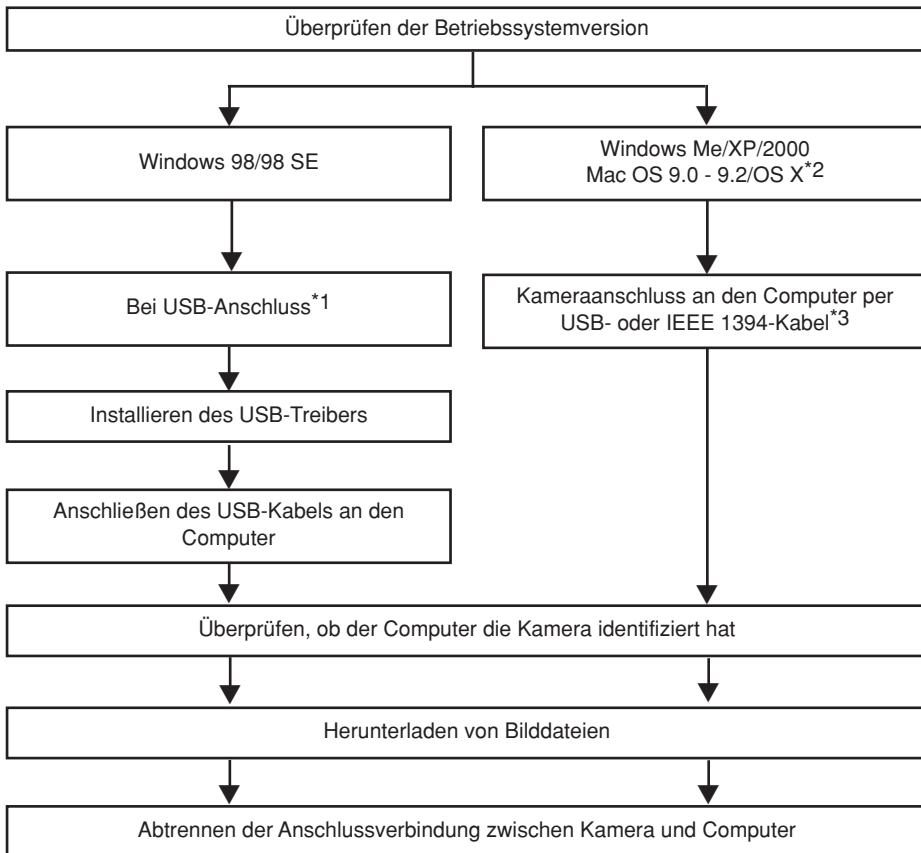 Überprüfen der Betriebssystemversion
Windows 98/98 SE
Windows Me/XP/2000
Mac OS 9.0 - 9.2/OS X*2
Bei USB-Anschluss*1
Kameraanschluss an den Computer per
USB- oder IEEE 1394-Kabel*3
Installieren des USB-Treibers
Anschließen des USB-Kabels an den
Computer
Überprüfen, ob der Computer die Kamera identifiziert hat
Herunterladen von Bilddateien
Abtrennen der Anschlussverbindung zwischen Kamera und Computer